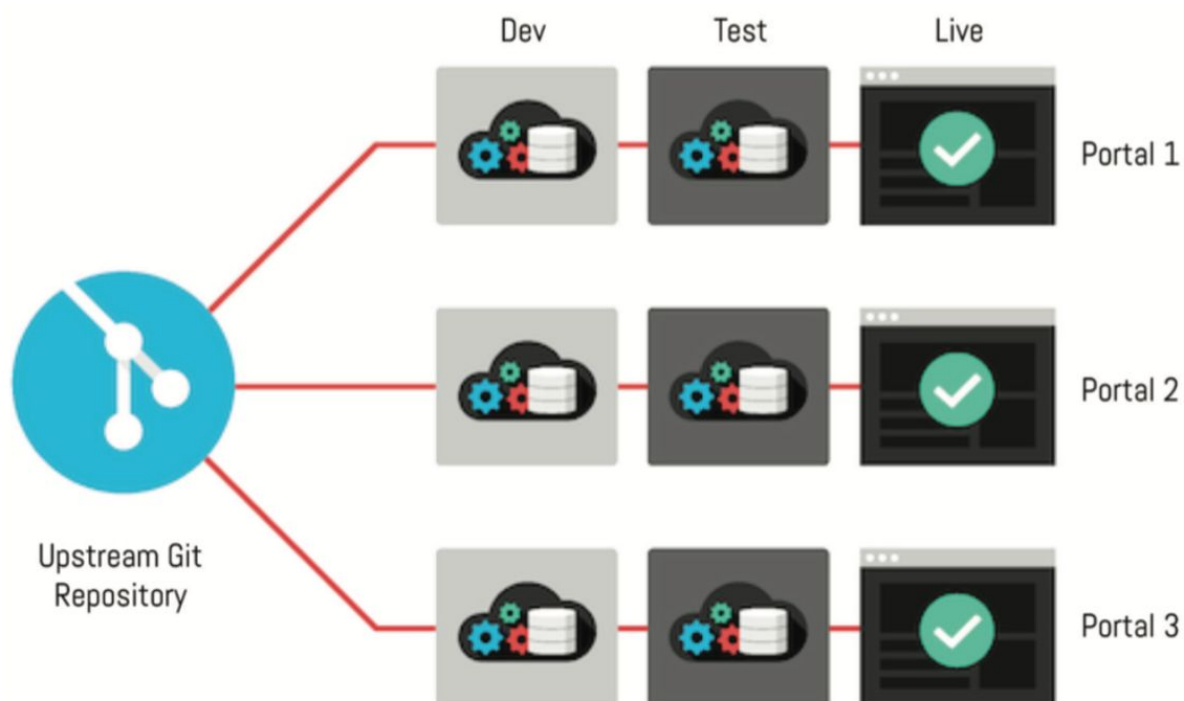 Dev
Test
Live
Portal 1
Portal 2
Upstream Git
Repository
Portal 3